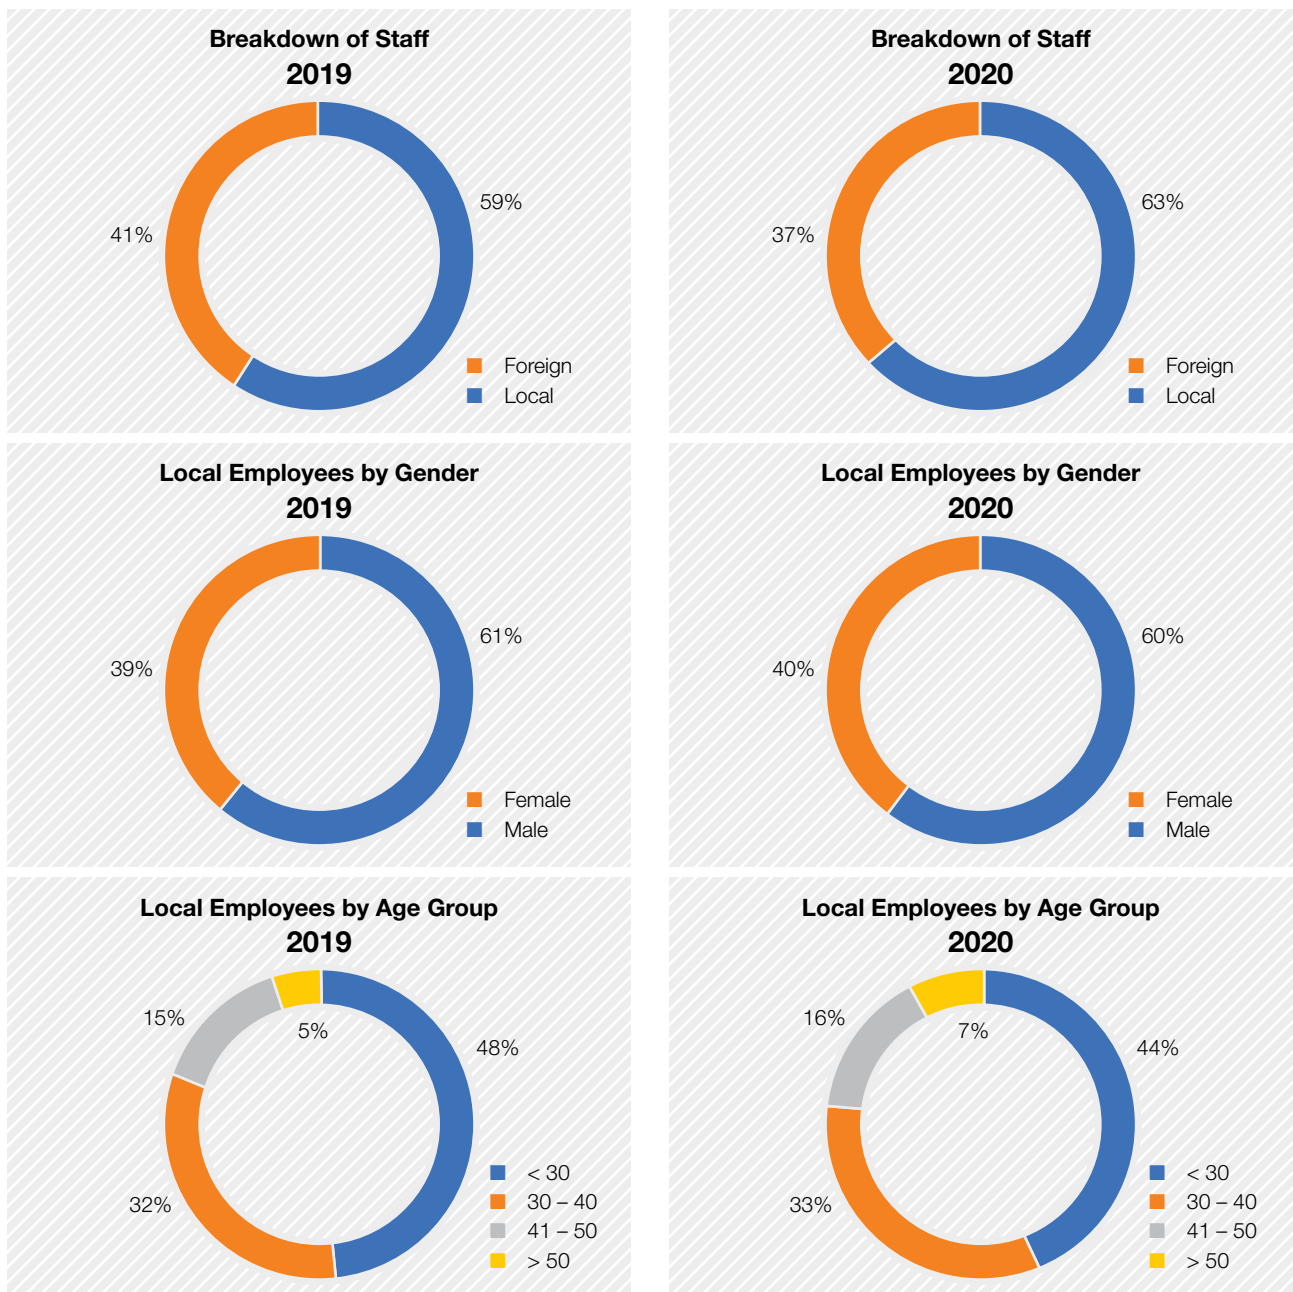 Breakdown of Staff
2019
59%
41%
Foreign
Local
Breakdown of Staff
2020
63%
37%
Foreign
Local
Local Employees by Gender
2019
61%
39%
Female
Male
Local Employees by Gender
2020
60%
40%
Female
Male
Local Employees by Age Group
2019
15%
5%
48%
32%
< 30
30 – 40
41 – 50
> 50
Local Employees by Age Group
2020
16%
7%
44%
33%
< 30
30 – 40
41 – 50
> 50